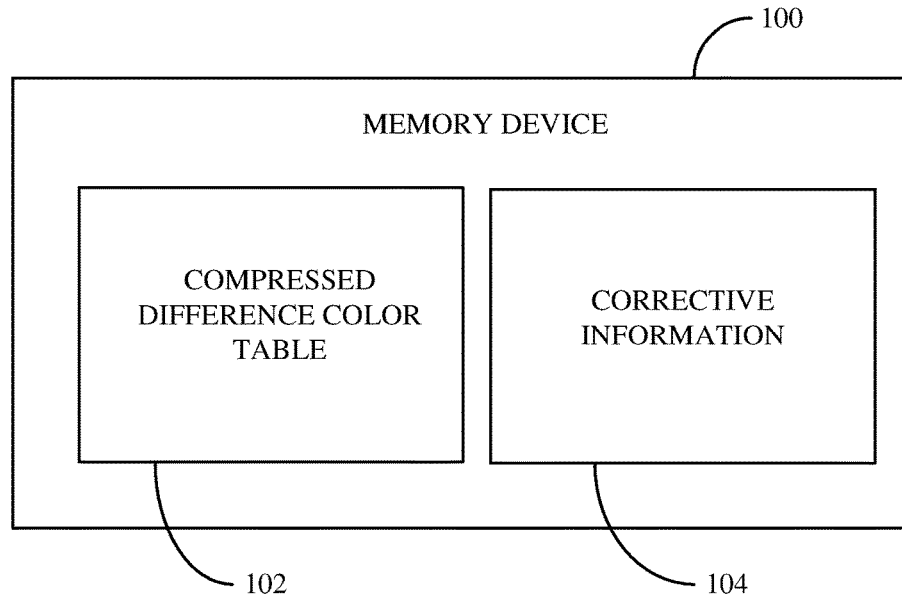 100
MEMORY DEVICE
COMPRESSED
DIFFERENCE COLOR
TABLE
CORRECTIVE
INFORMATION
102
104